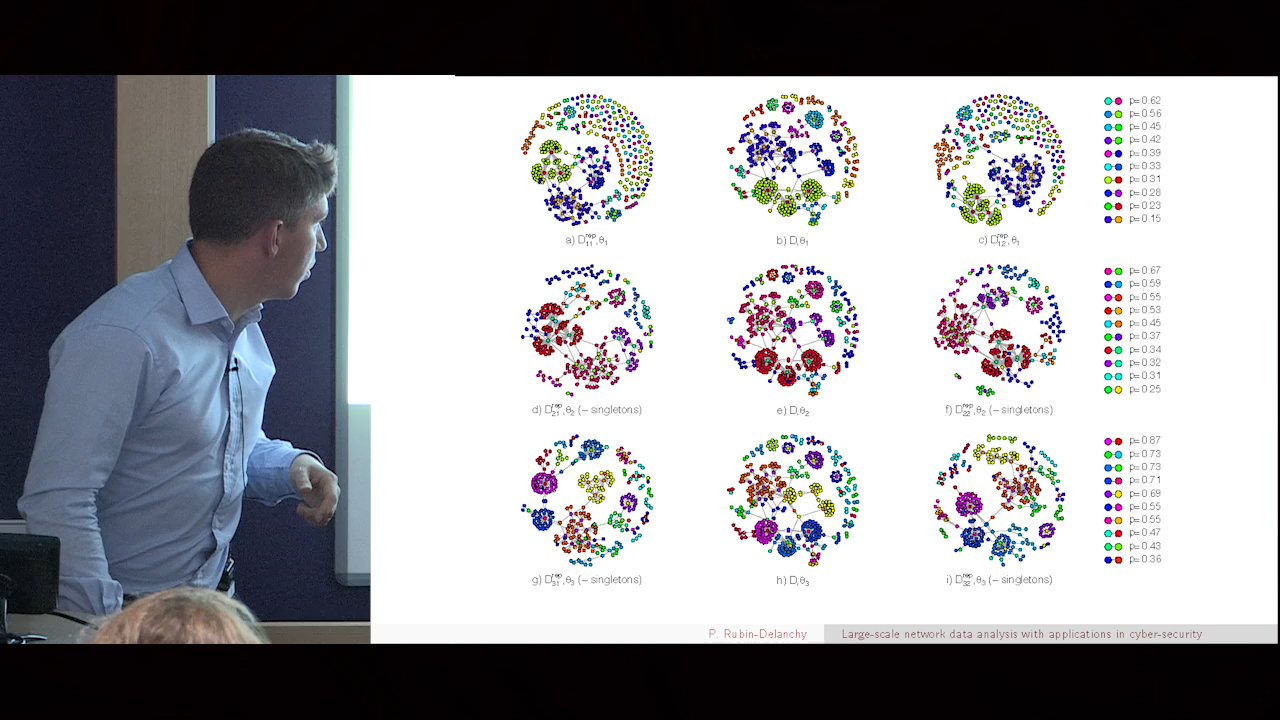 p=0.62
p=0.56
p=0.45
p=0.42
p=0.39
p=0.33
p=0.31
p=0.28
p=0.23
p=0.15
a) D₁₁ʳᵉᵖ,θ₁
b) D,θ₁
c) D₁₂ʳᵉᵖ,θ₁
p=0.67
p=0.59
p=0.55
p=0.53
p=0.45
p=0.37
p=0.34
p=0.32
p=0.31
p=0.25
d) D₂₁ʳᵉᵖ,θ₂ (− singletons)
e) D,θ₂
f) D₂₂ʳᵉᵖ,θ₂ (− singletons)
p=0.87
p=0.73
p=0.73
p=0.71
p=0.69
p=0.55
p=0.55
p=0.47
p=0.43
p=0.36
g) D₃₁ʳᵉᵖ,θ₃ (− singletons)
h) D,θ₃
i) D₃₂ʳᵉᵖ,θ₃ (− singletons)
P. Rubin-Delanchy
Large-scale network data analysis with applications in cyber-security